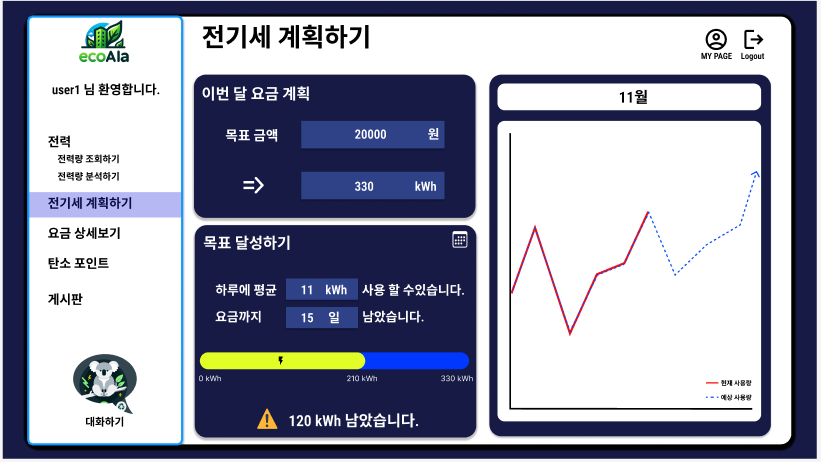 ecoAla
user1 님 환영합니다.
전력
전력량 조회하기
전력량 분석하기
전기세 계획하기
요금 상세보기
탄소 포인트
게시판
대화하기
전기세 계획하기
MY PAGE
Logout
이번 달 요금 계획
목표 금액 20000 원
=> 330 kWh
목표 달성하기
하루에 평균 11 kWh 사용 할 수있습니다.
요금까지 15 일 남았습니다.
0 kWh 210 kWh 330 kWh
120 kWh 남았습니다.
11월
현재 사용량
예상 사용량